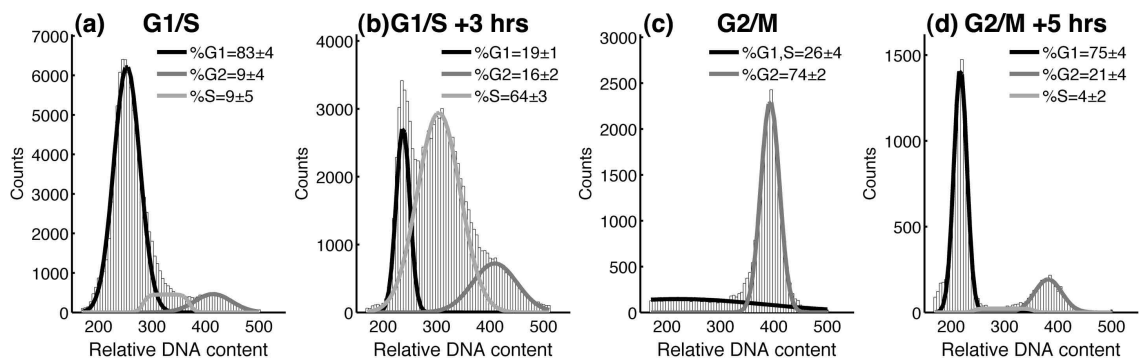 (a) G1/S
7000
6000
5000
4000
3000
2000
1000
0
Counts
%G1=83±4
%G2=9±4
%S=9±5
200 300 400 500
Relative DNA content
(b) G1/S +3 hrs
4000
3000
2000
1000
0
Counts
%G1=19±1
%G2=16±2
%S=64±3
200 300 400 500
Relative DNA content
(c) G2/M
3000
2500
2000
1500
1000
500
0
Counts
%G1,S=26±4
%G2=74±2
200 300 400 500
Relative DNA content
(d) G2/M +5 hrs
1500
1000
500
0
Counts
%G1=75±4
%G2=21±4
%S=4±2
200 300 400 500
Relative DNA content